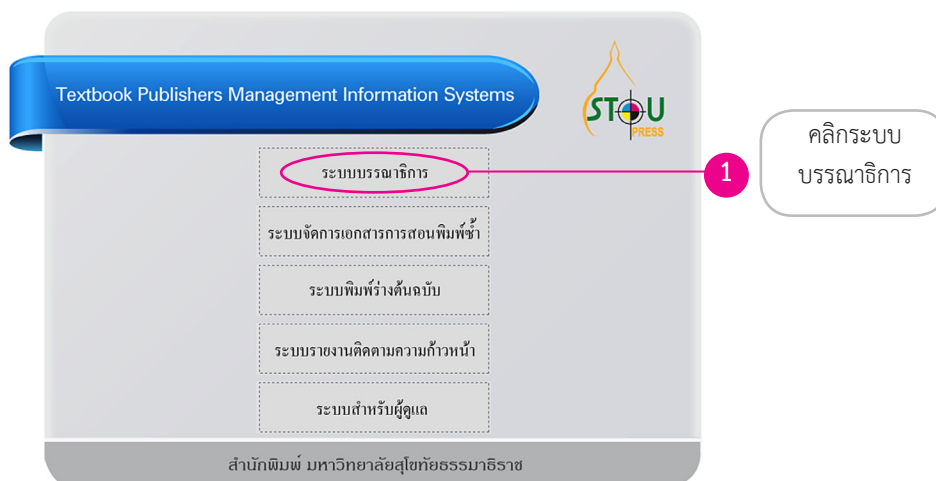 Textbook Publishers Management Information Systems
STOU
PRESS
ระบบบรรณาธิการ
1
คลิกระบบ
บรรณาธิการ
ระบบจัดการเอกสารการสอนพิมพ์ซ้ำ
ระบบพิมพ์ร่างต้นฉบับ
ระบบรายงานติดตามความก้าวหน้า
ระบบสำหรับผู้ดูแล
สำนักพิมพ์ มหาวิทยาลัยสุโขทัยธรรมาธิราช